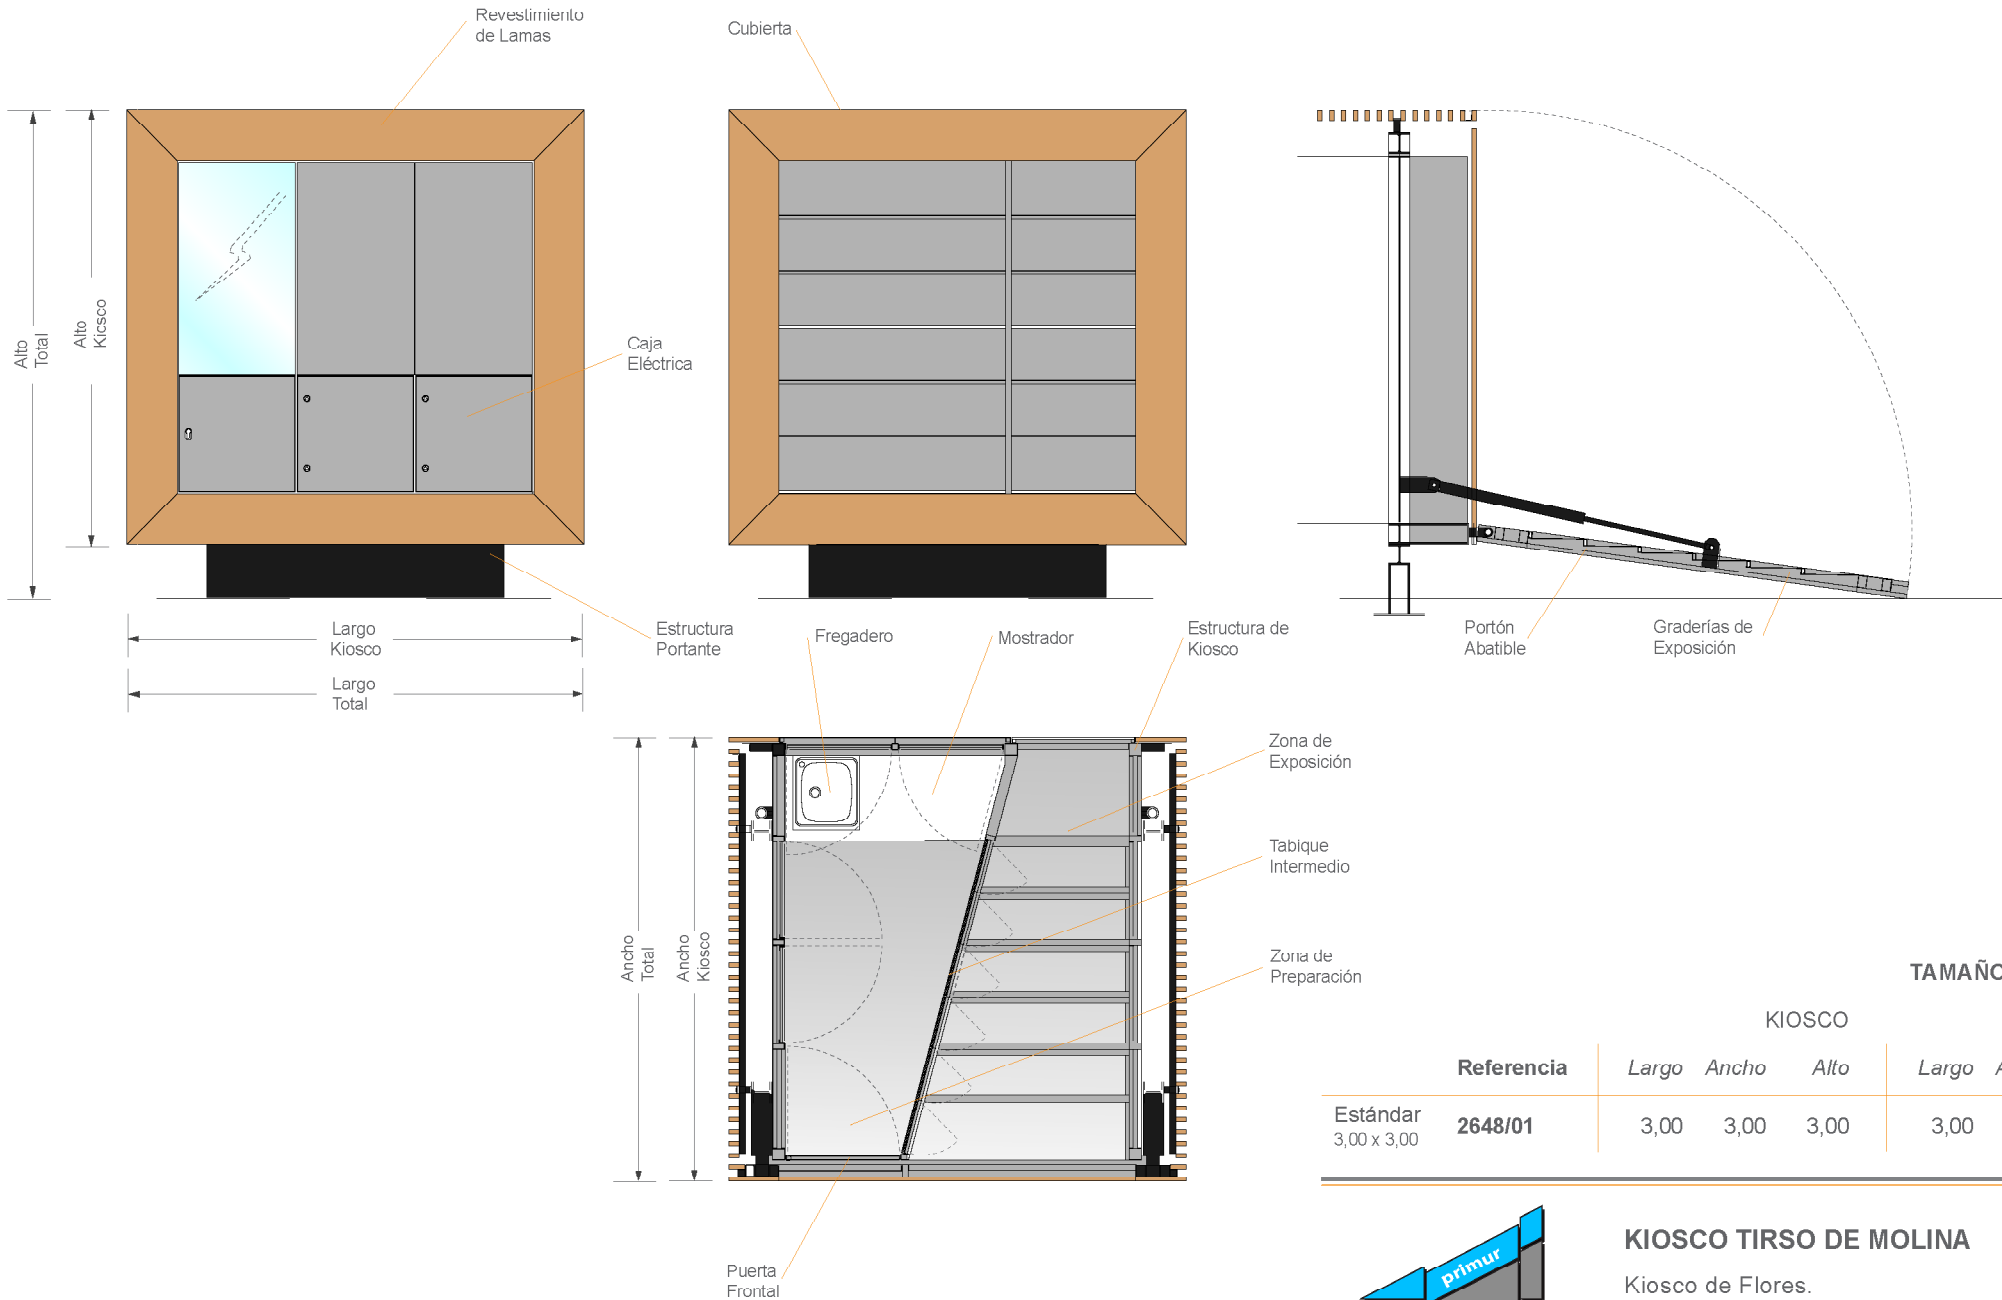 Revestimiento
de Lamas
Cubierta
Alto
Total
Alto
Kiosco
Caja
Eléctrica
Largo
Kiosco
Largo
Total
Estructura
Portante
Fregadero
Mostrador
Estructura de
Kiosco
Portón
Abatible
Graderías de
Exposición
Zona de
Exposición
Tabique
Intermedio
Zona de
Preparación
Ancho
Total
Ancho
Kiosco
Puerta
Frontal
TAMAÑO
KIOSCO
Referencia Largo Ancho Alto Largo
Estándar
3,00 x 3,00
2648/01 3,00 3,00 3,00 3,00
primur
KIOSCO TIRSO DE MOLINA
Kiosco de Flores.